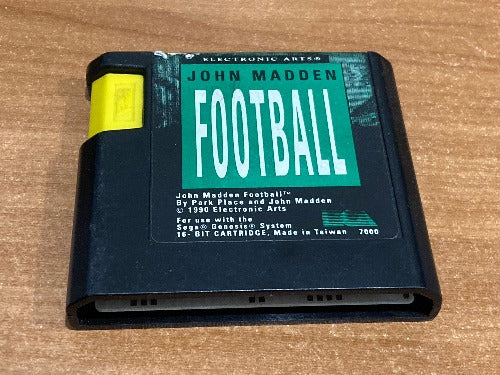 ELECTRONIC ARTS®
JOHN MADDEN
FOOTBALL
John Madden Football™
By Park Place and John Madden
© 1990 Electronic Arts
For use with the
Sega® Genesis® System
16- BIT CARTRIDGE, Made in Taiwan 7000